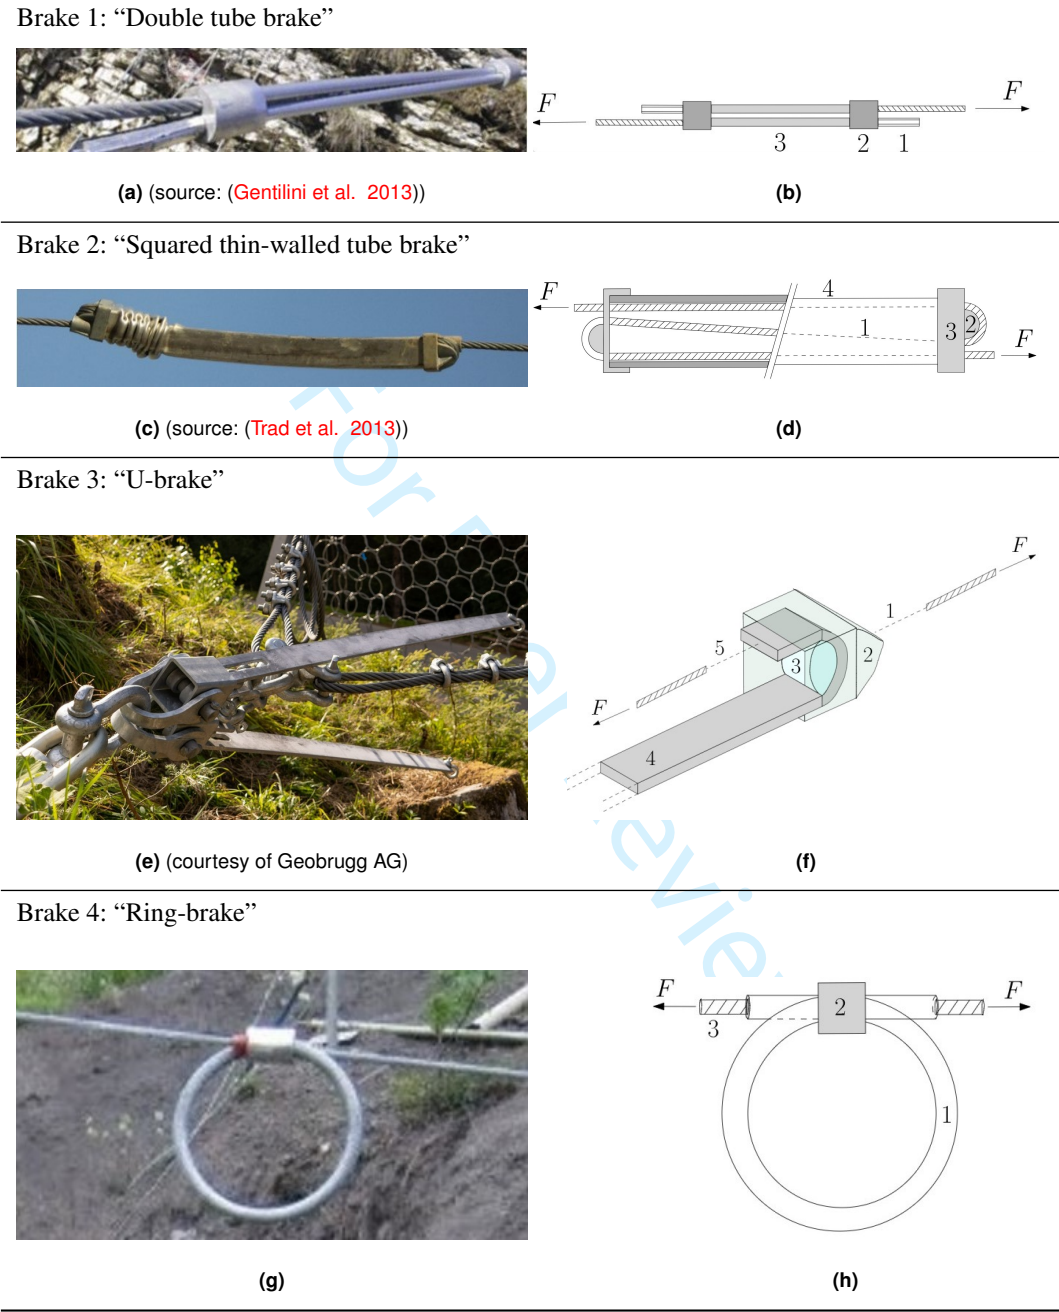 Brake 1: “Double tube brake”
F
F
3 2 1
(a) (source: (Gentilini et al. 2013))
(b)
Brake 2: “Squared thin-walled tube brake”
F
4
1
3
2
F
(c) (source: (Trad et al. 2013))
(d)
Brake 3: “U-brake”
F
1
5
3
2
F
4
(e) (courtesy of Geobrugg AG)
(f)
Brake 4: “Ring-brake”
F
F
2
3
1
(g)
(h)
For Review